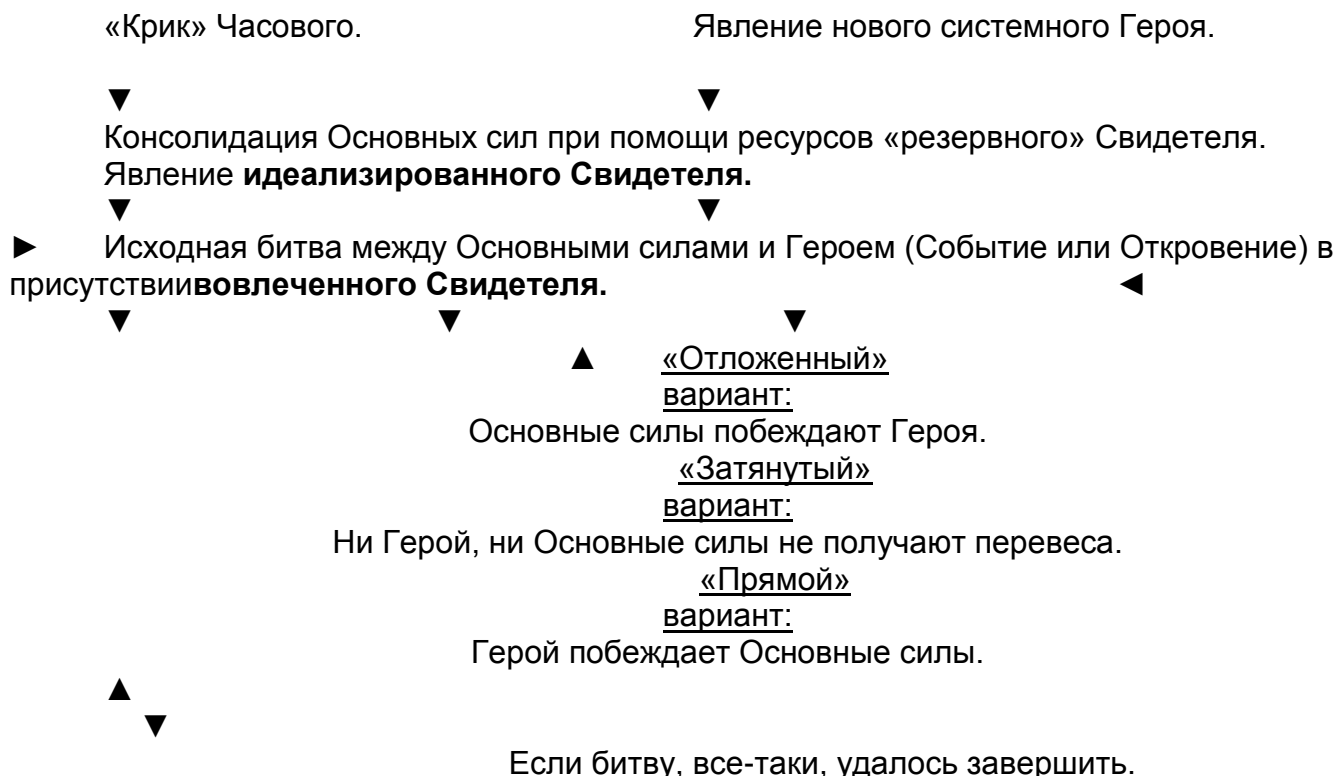 «Крик» Часового. Явление нового системного Героя.
▼ ▼
Консолидация Основных сил при помощи ресурсов «резервного» Свидетеля.
Явление идеализированного Свидетеля.
▼ ▼
► Исходная битва между Основными силами и Героем (Событие или Откровение) в
присутствиивовлеченного Свидетеля. ◄
▼ ▼ ▼
▲ «Отложенный»
вариант:
Основные силы побеждают Героя.
«Затянутый»
вариант:
Ни Герой, ни Основные силы не получают перевеса.
«Прямой»
вариант:
Герой побеждает Основные силы.
▲
▼
Если битву, все-таки, удалось завершить.